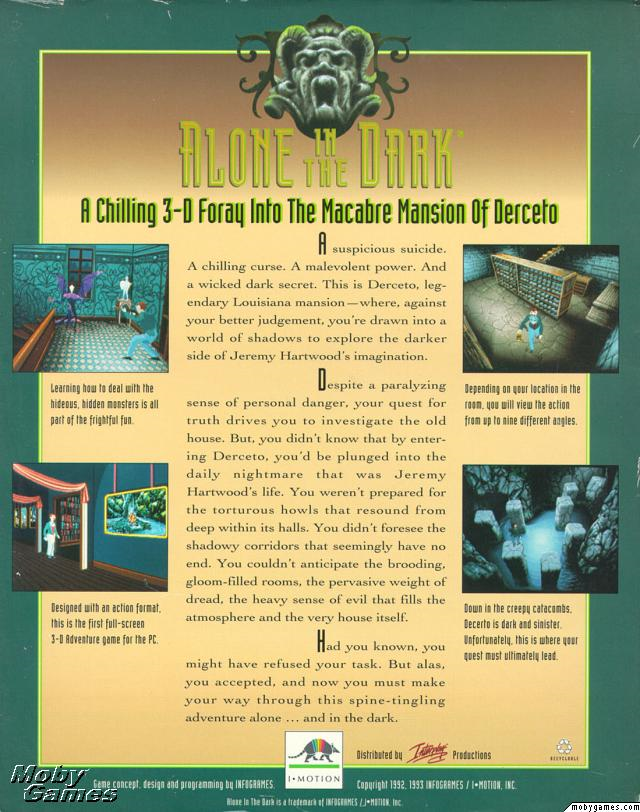 ALONE IN THE DARK™
A Chilling 3-D Foray Into The Macabre Mansion Of Derceto
A suspicious suicide.
A chilling curse. A malevolent power. And
a wicked dark secret. This is Derceto, leg-
endary Louisiana mansion—where, against
your better judgement, you're drawn into a
world of shadows to explore the darker
side of Jeremy Hartwood's imagination.
Despite a paralyzing
sense of personal danger, your quest for
truth drives you to investigate the old
house. But, you didn't know that by enter-
ing Derceto, you'd be plunged into the
daily nightmare that was Jeremy
Hartwood's life. You weren't prepared for
the torturous howls that resound from
deep within its halls. You didn't foresee the
shadowy corridors that seemingly have no
end. You couldn't anticipate the brooding,
gloom-filled rooms, the pervasive weight of
dread, the heavy sense of evil that fills the
atmosphere and the very house itself.
Had you known, you
might have refused your task. But alas,
you accepted, and now you must make
your way through this spine-tingling
adventure alone ... and in the dark.
Learning how to deal with the
hideous, hidden monsters is all
part of the frightful fun.
Designed with an action format,
this is the first full-screen
3-D Adventure game for the PC.
Depending on your location in the
room, you will view the action
from up to nine different angles.
Down in the creepy catacombs,
Decerto is dark and sinister.
Unfortunately, this is where your
quest must ultimately lead.
I•MOTION
Distributed by Interplay Productions
RECYCLABLE
Game concept, design and programming by INFOGRAMES.
Copyright 1992, 1993 INFOGRAMES / I•MOTION, INC.
Alone In The Dark is a trademark of INFOGRAMES / I•MOTION, Inc.
Moby
Games
mobygames.com